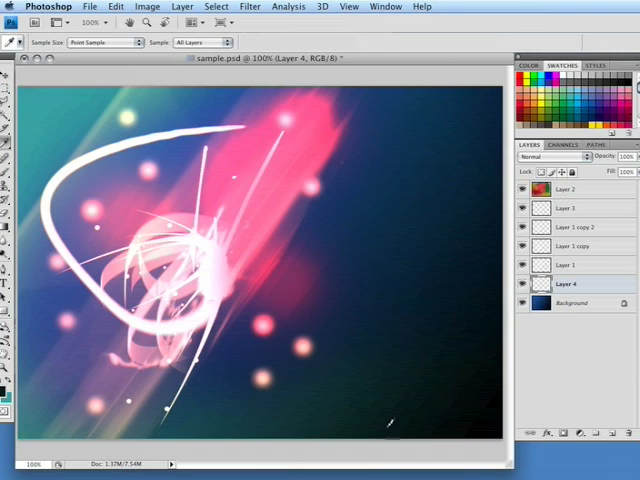 Photoshop File Edit Image Layer Select Filter Analysis 3D View Window Help
Ps Br 100%
Sample Size: Point Sample Sample: All Layers
sample.psd @ 100% (Layer 4, RGB/8) *
COLOR SWATCHES STYLES
LAYERS CHANNELS PATHS
Normal Opacity: 100%
Lock: Fill: 100%
Layer 2
Layer 3
Layer 1 copy 2
Layer 1 copy
Layer 1
Layer 4
Background
100% Doc: 1.37M/7.54M